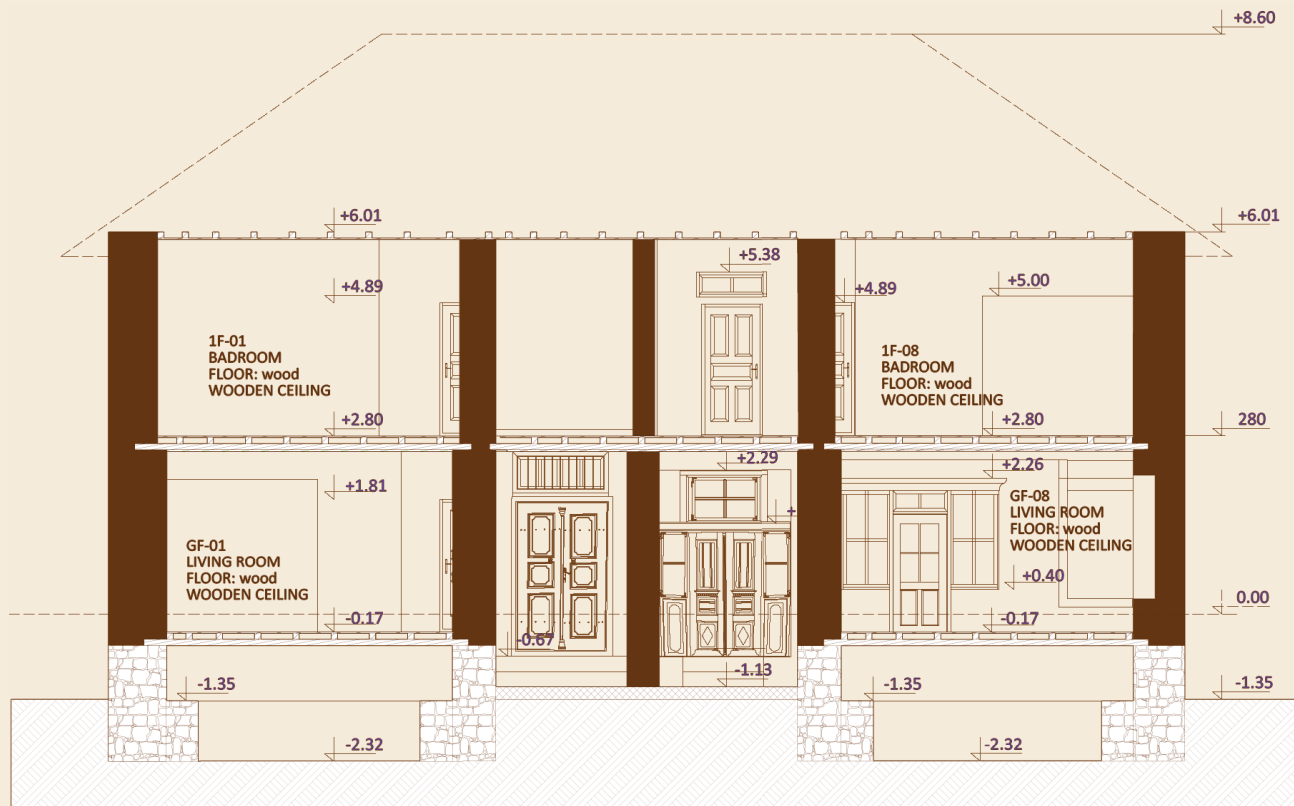 +8.60
+6.01
+6.01
+5.38
+4.89
+4.89
+5.00
1F-01
BADROOM
FLOOR: wood
WOODEN CEILING
1F-08
BADROOM
FLOOR: wood
WOODEN CEILING
+2.80
+2.80
280
+2.29
+2.26
+1.81
+
GF-08
LIVING ROOM
FLOOR: wood
WOODEN CEILING
GF-01
LIVING ROOM
FLOOR: wood
WOODEN CEILING
+0.40
0.00
-0.17
-0.17
-0.67
-1.13
-1.35
-1.35
-1.35
-2.32
-2.32